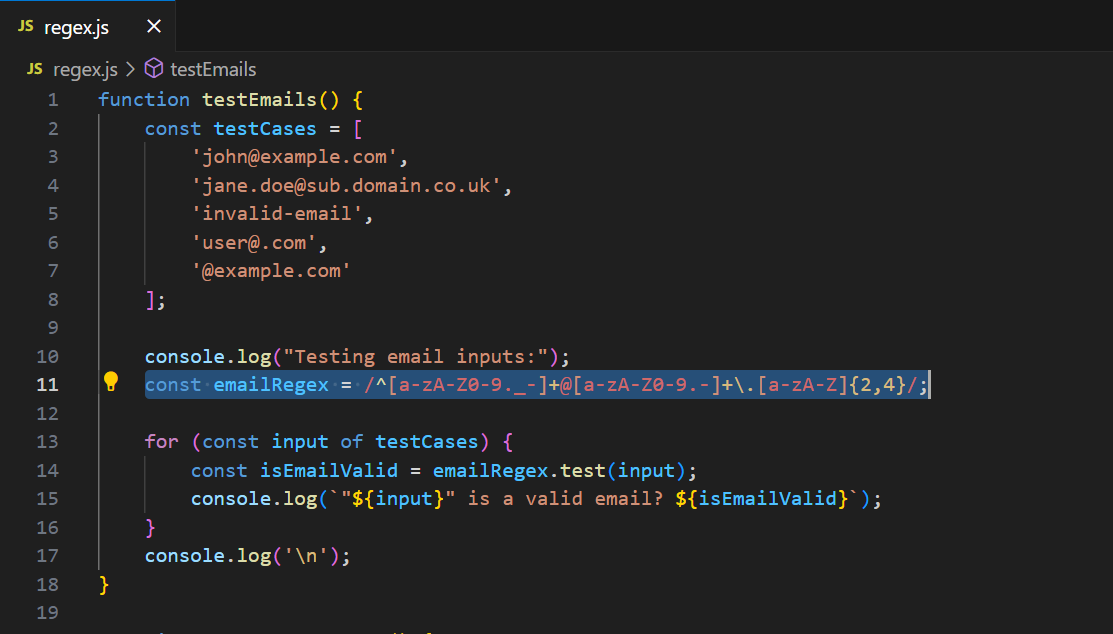 JS regex.js ×
JS regex.js > testEmails
1 function testEmails() {
2     const testCases = [
3         'john@example.com',
4         'jane.doe@sub.domain.co.uk',
5         'invalid-email',
6         'user@.com',
7         '@example.com'
8     ];
9
10     console.log("Testing email inputs:");
11     const emailRegex = /^[a-zA-Z0-9._-]+@[a-zA-Z0-9.-]+\.[a-zA-Z]{2,4}/;
12
13     for (const input of testCases) {
14         const isEmailValid = emailRegex.test(input);
15         console.log(`"${input}" is a valid email? ${isEmailValid}`);
16     }
17     console.log('\n');
18 }
19